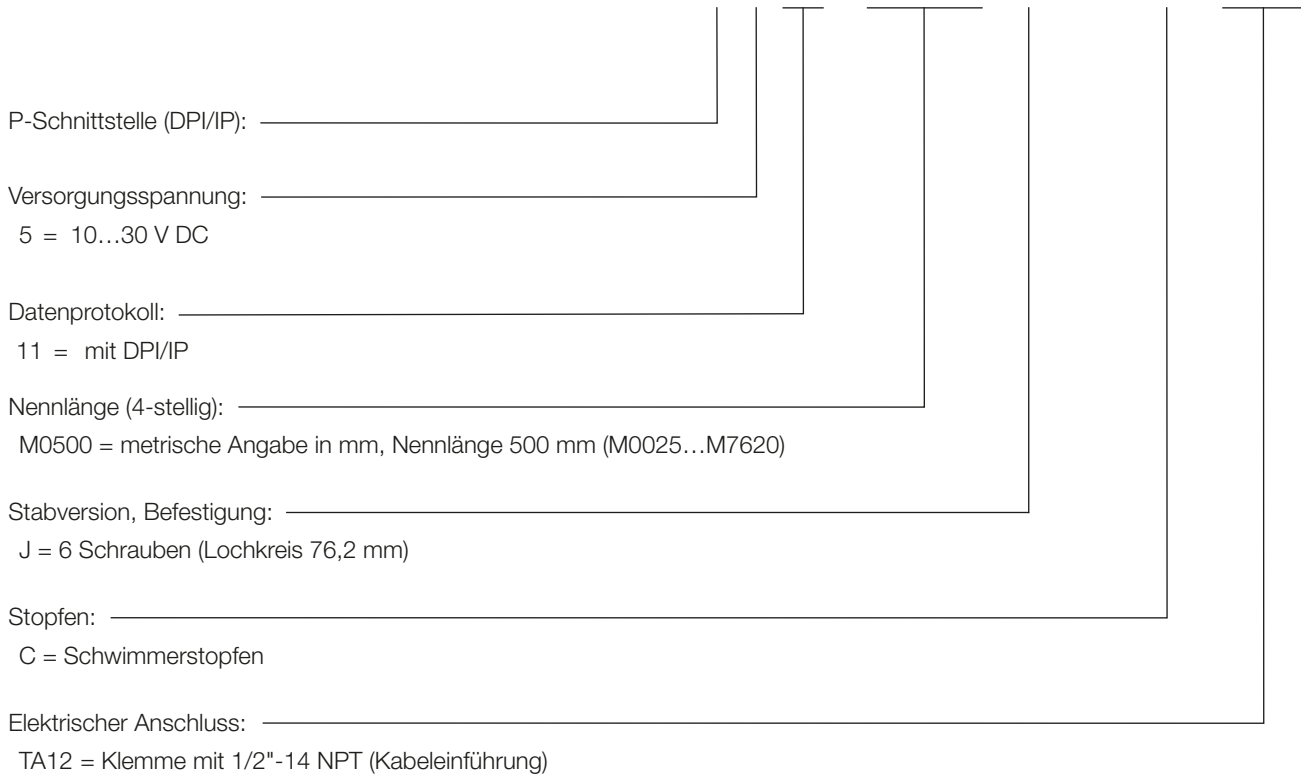 P-Schnittstelle (DPI/IP):
Versorgungsspannung:
5 = 10…30 V DC
Datenprotokoll:
11 = mit DPI/IP
Nennlänge (4-stellig):
M0500 = metrische Angabe in mm, Nennlänge 500 mm (M0025…M7620)
Stabversion, Befestigung:
J = 6 Schrauben (Lochkreis 76,2 mm)
Stopfen:
C = Schwimmerstopfen
Elektrischer Anschluss:
TA12 = Klemme mit 1/2"-14 NPT (Kabeleinführung)